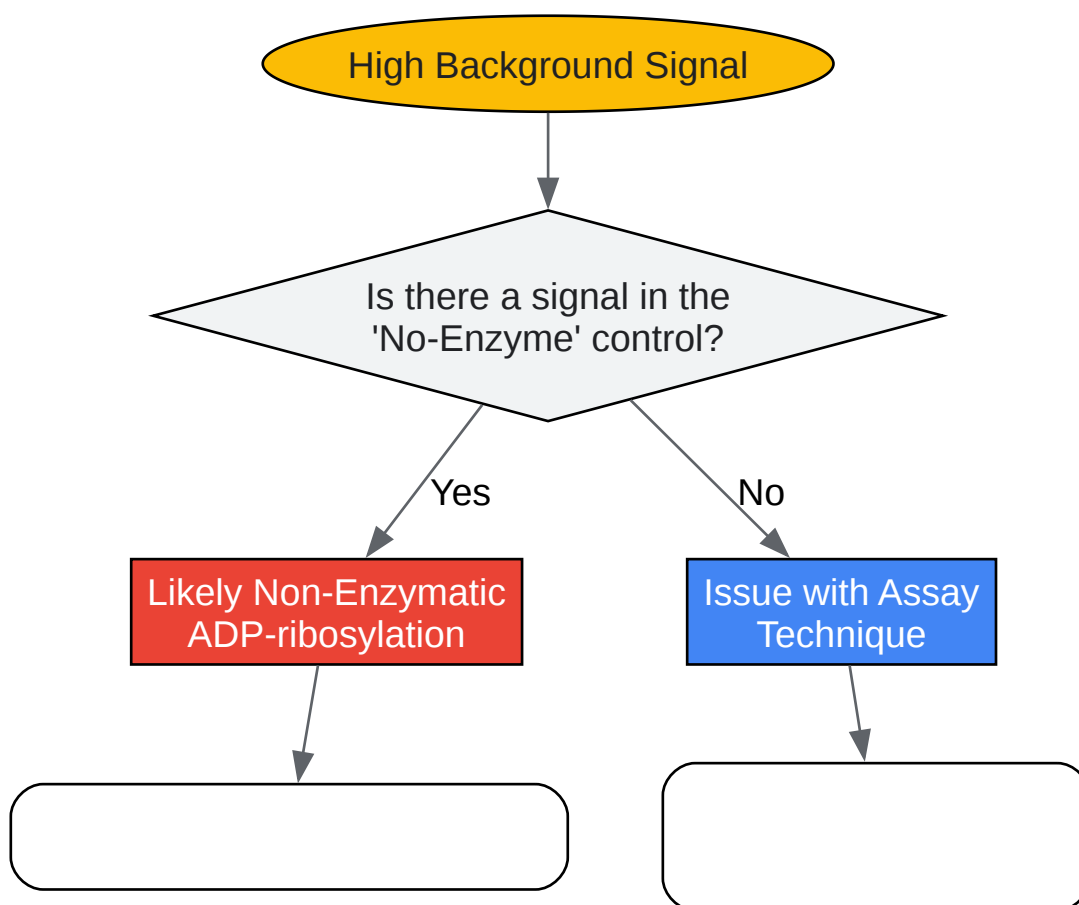 High Background Signal
Is there a signal in the
'No-Enzyme' control?
Yes
No
Likely Non-Enzymatic
ADP-ribosylation
Issue with Assay
Technique